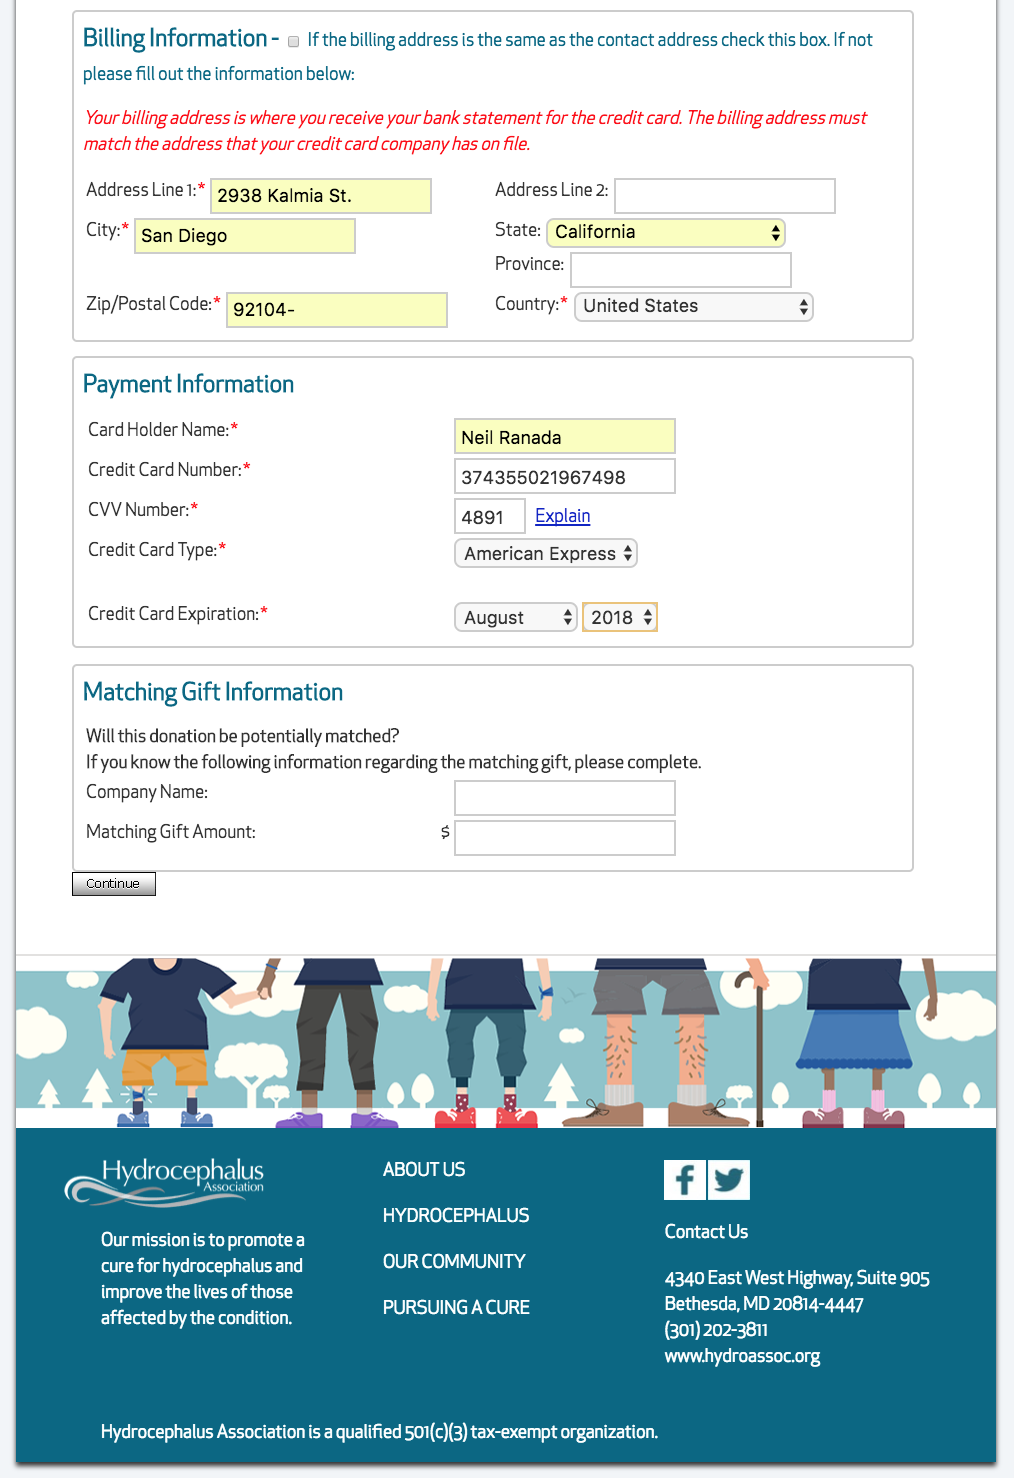 Billing Information - If the billing address is the same as the contact address check this box. If not
please fill out the information below:
Your billing address is where you receive your bank statement for the credit card. The billing address must
match the address that your credit card company has on file.
Address Line 1:* 2938 Kalmia St. Address Line 2:
City:* San Diego State: California
Province:
Zip/Postal Code:* 92104- Country:* United States
Payment Information
Card Holder Name:* Neil Ranada
Credit Card Number:* 374355021967498
CVV Number:* 4891 Explain
Credit Card Type:* American Express
Credit Card Expiration:* August 2018
Matching Gift Information
Will this donation be potentially matched?
If you know the following information regarding the matching gift, please complete.
Company Name:
Matching Gift Amount: $
Continue
Hydrocephalus
Association
Our mission is to promote a
cure for hydrocephalus and
improve the lives of those
affected by the condition.
ABOUT US
HYDROCEPHALUS
OUR COMMUNITY
PURSUING A CURE
Contact Us
4340 East West Highway, Suite 905
Bethesda, MD 20814-4447
(301) 202-3811
www.hydroassoc.org
Hydrocephalus Association is a qualified 501(c)(3) tax-exempt organization.